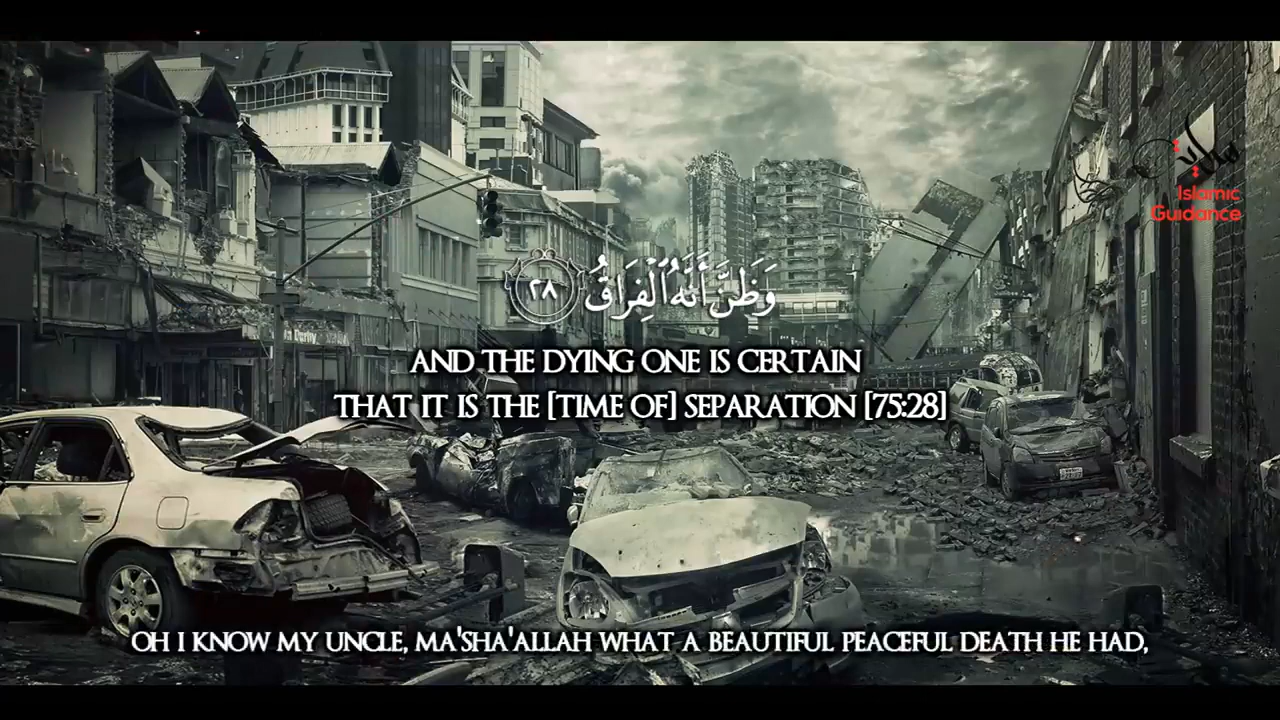 Islamic
Guidance
وَظَنَّ أَنَّهُ ٱلْفِرَاقُ ٢٨
AND THE DYING ONE IS CERTAIN
THAT IT IS THE [TIME OF] SEPARATION [75:28]
OH I KNOW MY UNCLE, MA'SHA'ALLAH WHAT A BEAUTIFUL PEACEFUL DEATH HE HAD,